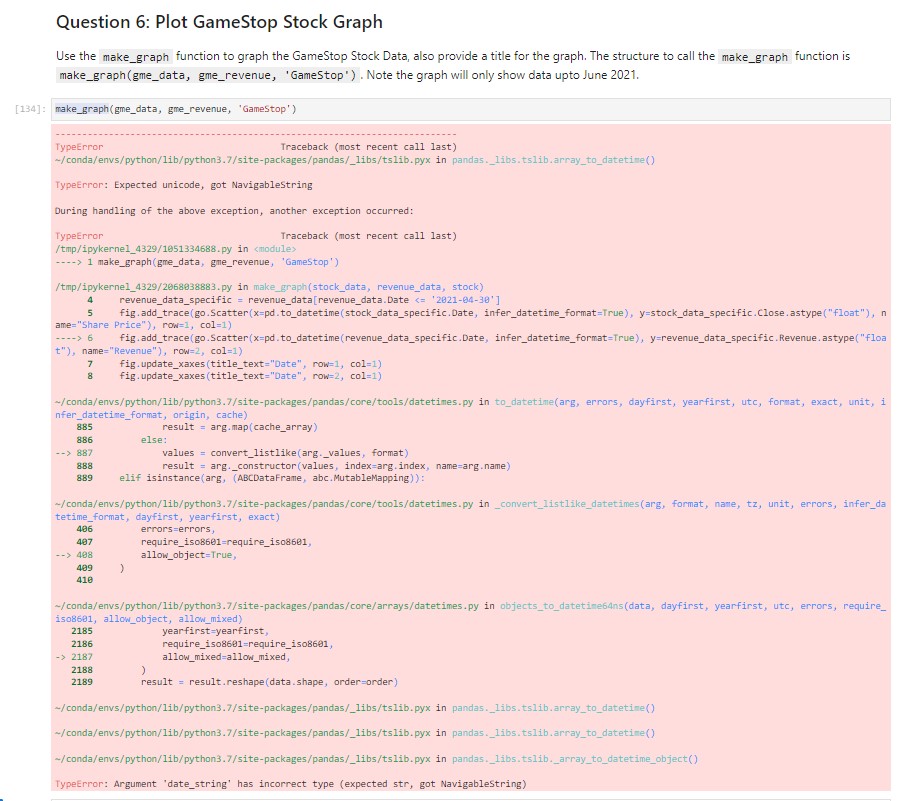 Question 6: Plot GameStop Stock Graph
Use the make_graph function to graph the GameStop Stock Data, also provide a title for the graph. The structure to call the make_graph function is
make_graph(gme_data, gme_revenue, 'GameStop') . Note the graph will only show data upto June 2021.
[134]: make_graph(gme_data, gme_revenue, 'GameStop')
---------------------------------------------------------------------------
TypeError                                 Traceback (most recent call last)
~/conda/envs/python/lib/python3.7/site-packages/pandas/_libs/tslib.pyx in pandas._libs.tslib.array_to_datetime()
TypeError: Expected unicode, got NavigableString
During handling of the above exception, another exception occurred:
TypeError                                 Traceback (most recent call last)
/tmp/ipykernel_4329/1051334688.py in <module>
----> 1 make_graph(gme_data, gme_revenue, 'GameStop')
/tmp/ipykernel_4329/2068038883.py in make_graph(stock_data, revenue_data, stock)
      4     revenue_data_specific = revenue_data[revenue_data.Date <= '2021-04-30']
      5     fig.add_trace(go.Scatter(x=pd.to_datetime(stock_data_specific.Date, infer_datetime_format=True), y=stock_data_specific.Close.astype("float"), n
ame="Share Price"), row=1, col=1)
----> 6     fig.add_trace(go.Scatter(x=pd.to_datetime(revenue_data_specific.Date, infer_datetime_format=True), y=revenue_data_specific.Revenue.astype("floa
t"), name="Revenue"), row=2, col=1)
      7     fig.update_xaxes(title_text="Date", row=1, col=1)
      8     fig.update_xaxes(title_text="Date", row=2, col=1)
~/conda/envs/python/lib/python3.7/site-packages/pandas/core/tools/datetimes.py in to_datetime(arg, errors, dayfirst, yearfirst, utc, format, exact, unit, i
nfer_datetime_format, origin, cache)
    885             result = arg.map(cache_array)
    886         else:
--> 887             values = convert_listlike(arg._values, format)
    888             result = arg._constructor(values, index=arg.index, name=arg.name)
    889     elif isinstance(arg, (ABCDataFrame, abc.MutableMapping)):
~/conda/envs/python/lib/python3.7/site-packages/pandas/core/tools/datetimes.py in _convert_listlike_datetimes(arg, format, name, tz, unit, errors, infer_da
tetime_format, dayfirst, yearfirst, exact)
    406         errors=errors,
    407         require_iso8601=require_iso8601,
--> 408         allow_object=True,
    409     )
    410
~/conda/envs/python/lib/python3.7/site-packages/pandas/core/arrays/datetimes.py in objects_to_datetime64ns(data, dayfirst, yearfirst, utc, errors, require_
iso8601, allow_object, allow_mixed)
   2185             yearfirst=yearfirst,
   2186             require_iso8601=require_iso8601,
-> 2187             allow_mixed=allow_mixed,
   2188         )
   2189         result = result.reshape(data.shape, order=order)
~/conda/envs/python/lib/python3.7/site-packages/pandas/_libs/tslib.pyx in pandas._libs.tslib.array_to_datetime()
~/conda/envs/python/lib/python3.7/site-packages/pandas/_libs/tslib.pyx in pandas._libs.tslib.array_to_datetime()
~/conda/envs/python/lib/python3.7/site-packages/pandas/_libs/tslib.pyx in pandas._libs.tslib._array_to_datetime_object()
TypeError: Argument 'date_string' has incorrect type (expected str, got NavigableString)